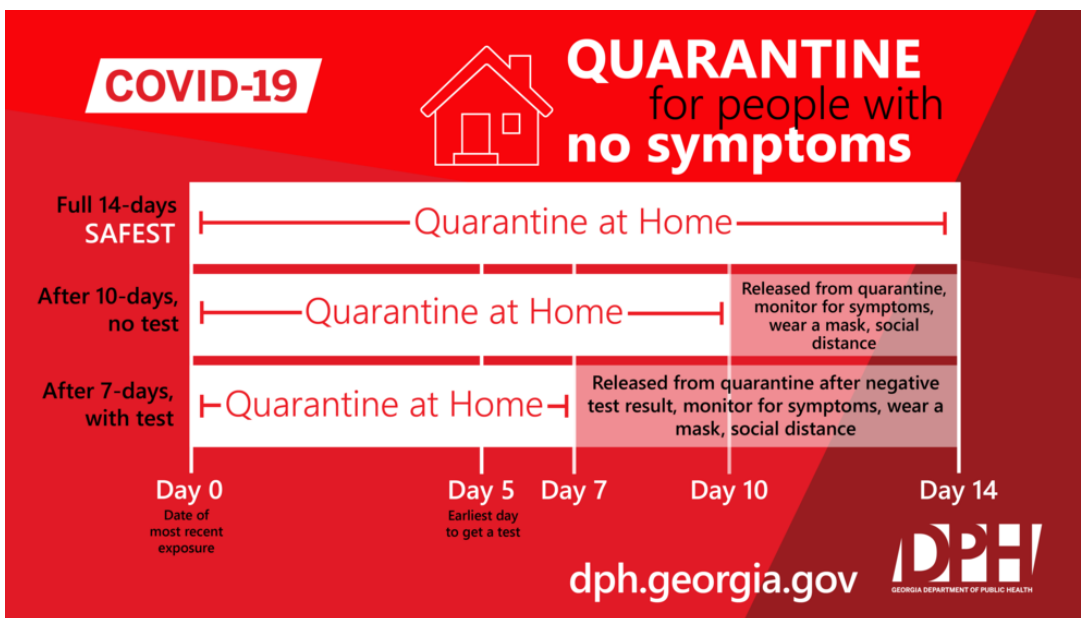 COVID-19
QUARANTINE
for people with
no symptoms
Full 14-days
SAFEST
Quarantine at Home
After 10-days,
no test
Quarantine at Home
Released from quarantine,
monitor for symptoms,
wear a mask, social
distance
After 7-days,
with test
Quarantine at Home
Released from quarantine after negative
test result, monitor for symptoms, wear a
mask, social distance
Day 0
Date of
most recent
exposure
Day 5
Earliest day
to get a test
Day 7
Day 10
Day 14
dph.georgia.gov
DPH
GEORGIA DEPARTMENT OF PUBLIC HEALTH